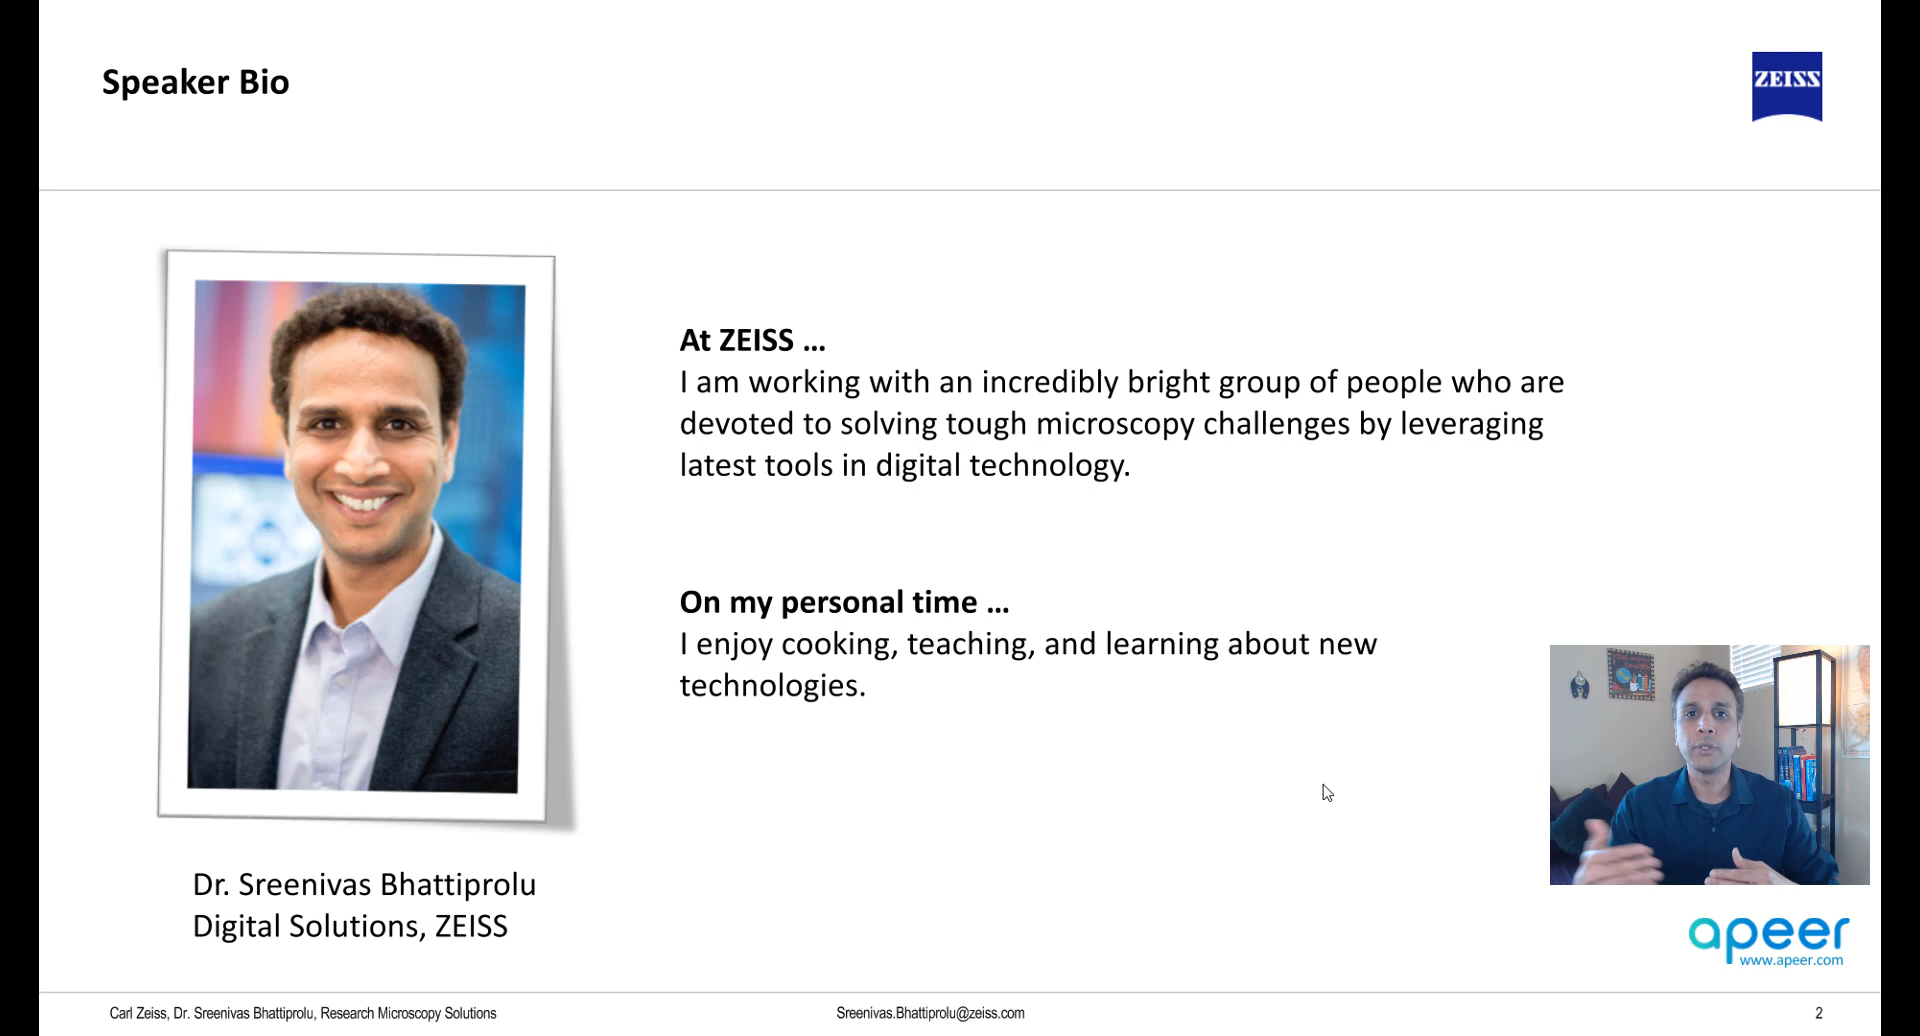 Speaker Bio
ZEISS
At ZEISS ...
I am working with an incredibly bright group of people who are
devoted to solving tough microscopy challenges by leveraging
latest tools in digital technology.
On my personal time ...
I enjoy cooking, teaching, and learning about new
technologies.
Dr. Sreenivas Bhattiprolu
Digital Solutions, ZEISS
apeer
www.apeer.com
Carl Zeiss, Dr. Sreenivas Bhattiprolu, Research Microscopy Solutions
Sreenivas.Bhattiprolu@zeiss.com
2